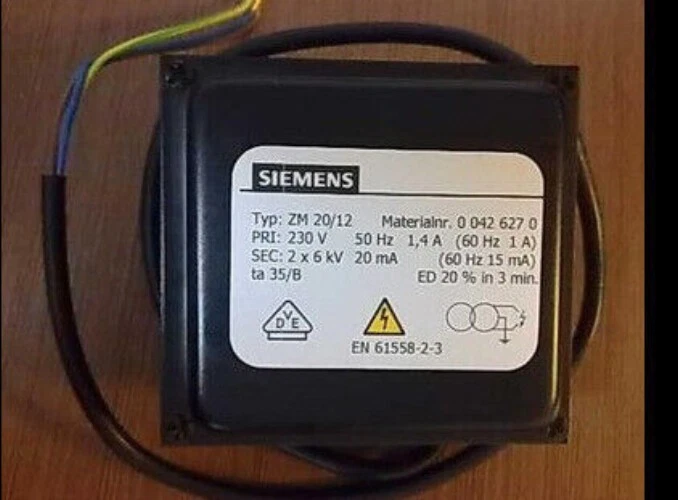 SIEMENS
Typ: ZM 20/12 Materialnr. 0 042 627 0
PRI: 230 V 50 Hz 1,4 A (60 Hz 1 A)
SEC: 2 x 6 kV 20 mA (60 Hz 15 mA)
ta 35/B ED 20 % in 3 min.
DVE
EN 61558-2-3